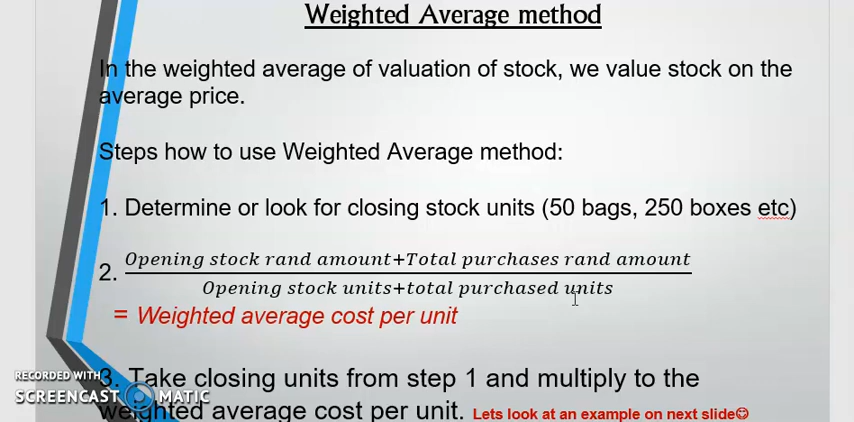 Weighted Average method
In the weighted average of valuation of stock, we value stock on the
average price.
Steps how to use Weighted Average method:
1. Determine or look for closing stock units (50 bags, 250 boxes etc)
2. Opening stock rand amount+Total purchases rand amount
Opening stock units+total purchased units
= Weighted average cost per unit
3. Take closing units from step 1 and multiply to the
weighted average cost per unit. Lets look at an example on next slide☺
RECORDED WITH
SCREENCAST MATIC